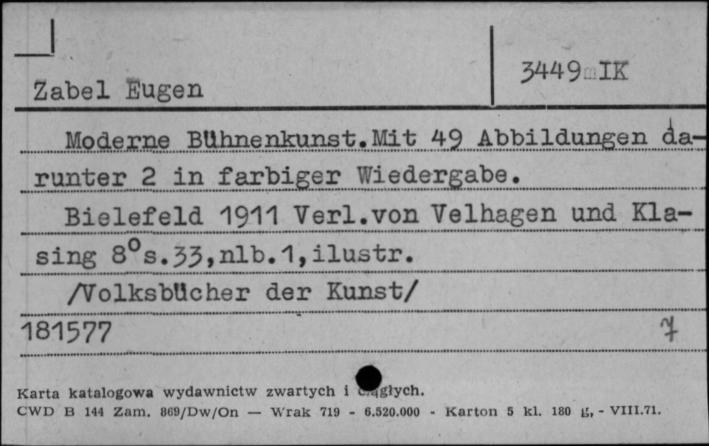 3449 IK
Zabel Eugen
Moderne Bühnenkunst. Mit 49 Abbildungen da-
runter 2 in farbiger Wiedergabe.
Bielefeld 1911 Verl.von Velhagen und Kla-
sing 8°s.33,nlb.1,ilustr.
/Volksbücher der Kunst/
181577 7
Karta katalogowa wydawnictw zwartych i ciągłych.
CWD B 144 Zam. 869/Dw/On — Wrak 719 - 6.520.000 - Karton 5 kl. 180 g, - VIII.71.